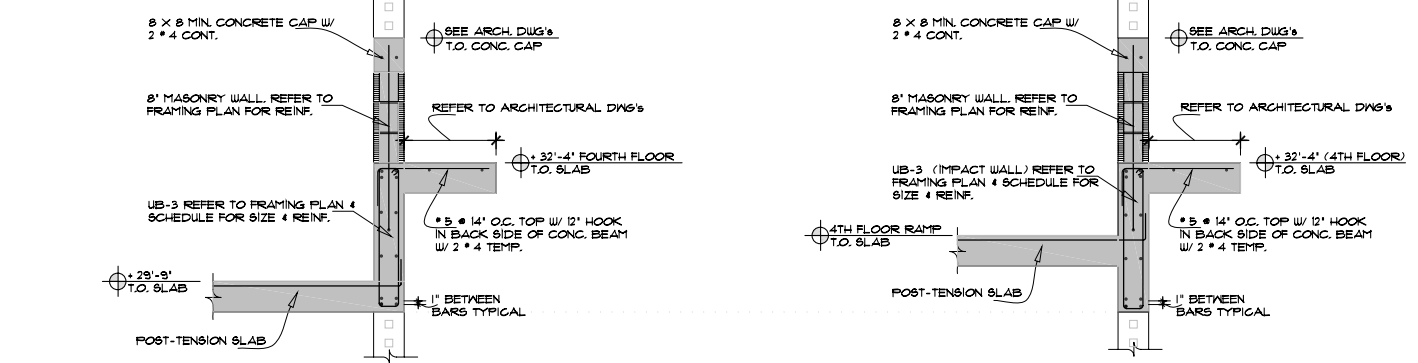 8 X 8 MIN. CONCRETE CAP W/
2 # 4 CONT.
SEE ARCH. DWG's
T.O. CONC. CAP
8" MASONRY WALL. REFER TO
FRAMING PLAN FOR REINF.
REFER TO ARCHITECTURAL DWG's
+ 32'-4" FOURTH FLOOR
T.O. SLAB
UB-3 REFER TO FRAMING PLAN &
SCHEDULE FOR SIZE & REINF.
# 5 @ 14" O.C. TOP W/ 12" HOOK
IN BACK SIDE OF CONC. BEAM
W/ 2 # 4 TEMP.
+ 29'-9"
T.O. SLAB
1" BETWEEN
BARS TYPICAL
POST-TENSION SLAB
8 X 8 MIN. CONCRETE CAP W/
2 # 4 CONT.
SEE ARCH. DWG's
T.O. CONC. CAP
8" MASONRY WALL. REFER TO
FRAMING PLAN FOR REINF.
REFER TO ARCHITECTURAL DWG's
+ 32'-4" (4TH FLOOR)
T.O. SLAB
UB-3 (IMPACT WALL) REFER TO
FRAMING PLAN & SCHEDULE FOR
SIZE & REINF.
# 5 @ 14" O.C. TOP W/ 12" HOOK
IN BACK SIDE OF CONC. BEAM
W/ 2 # 4 TEMP.
4TH FLOOR RAMP
T.O. SLAB
POST-TENSION SLAB
1" BETWEEN
BARS TYPICAL